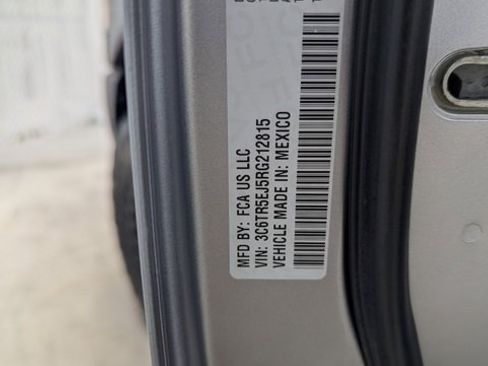 MFD BY: FCA US LLC
VIN: 3C6TR5EJ5RG212815
VEHICLE MADE IN: MEXICO